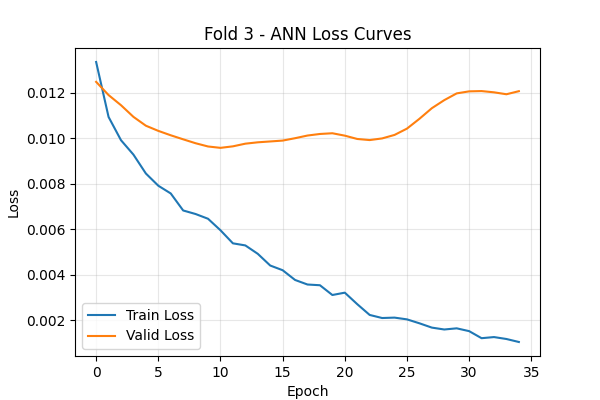 Fold 3 - ANN Loss Curves
0.012
0.010
0.008
0.006
0.004
0.002
Loss
Train Loss
Valid Loss
0 5 10 15 20 25 30 35
Epoch